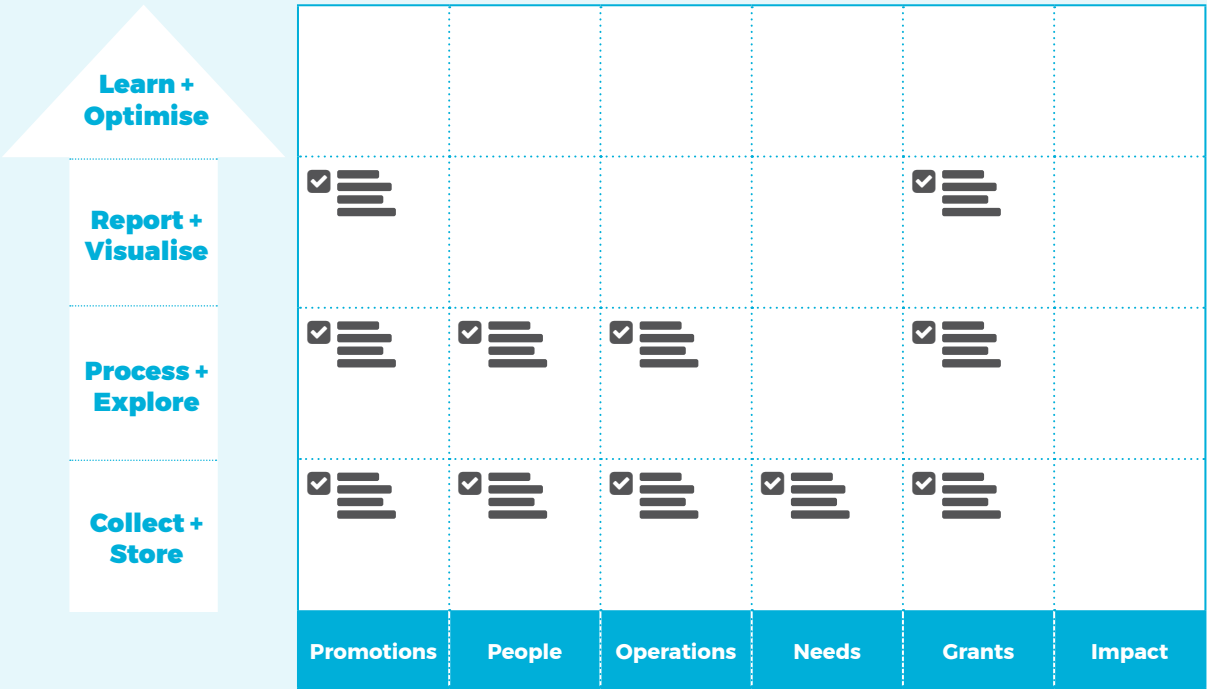 Learn +
Optimise
Report +
Visualise
Process +
Explore
Collect +
Store
Promotions
People
Operations
Needs
Grants
Impact